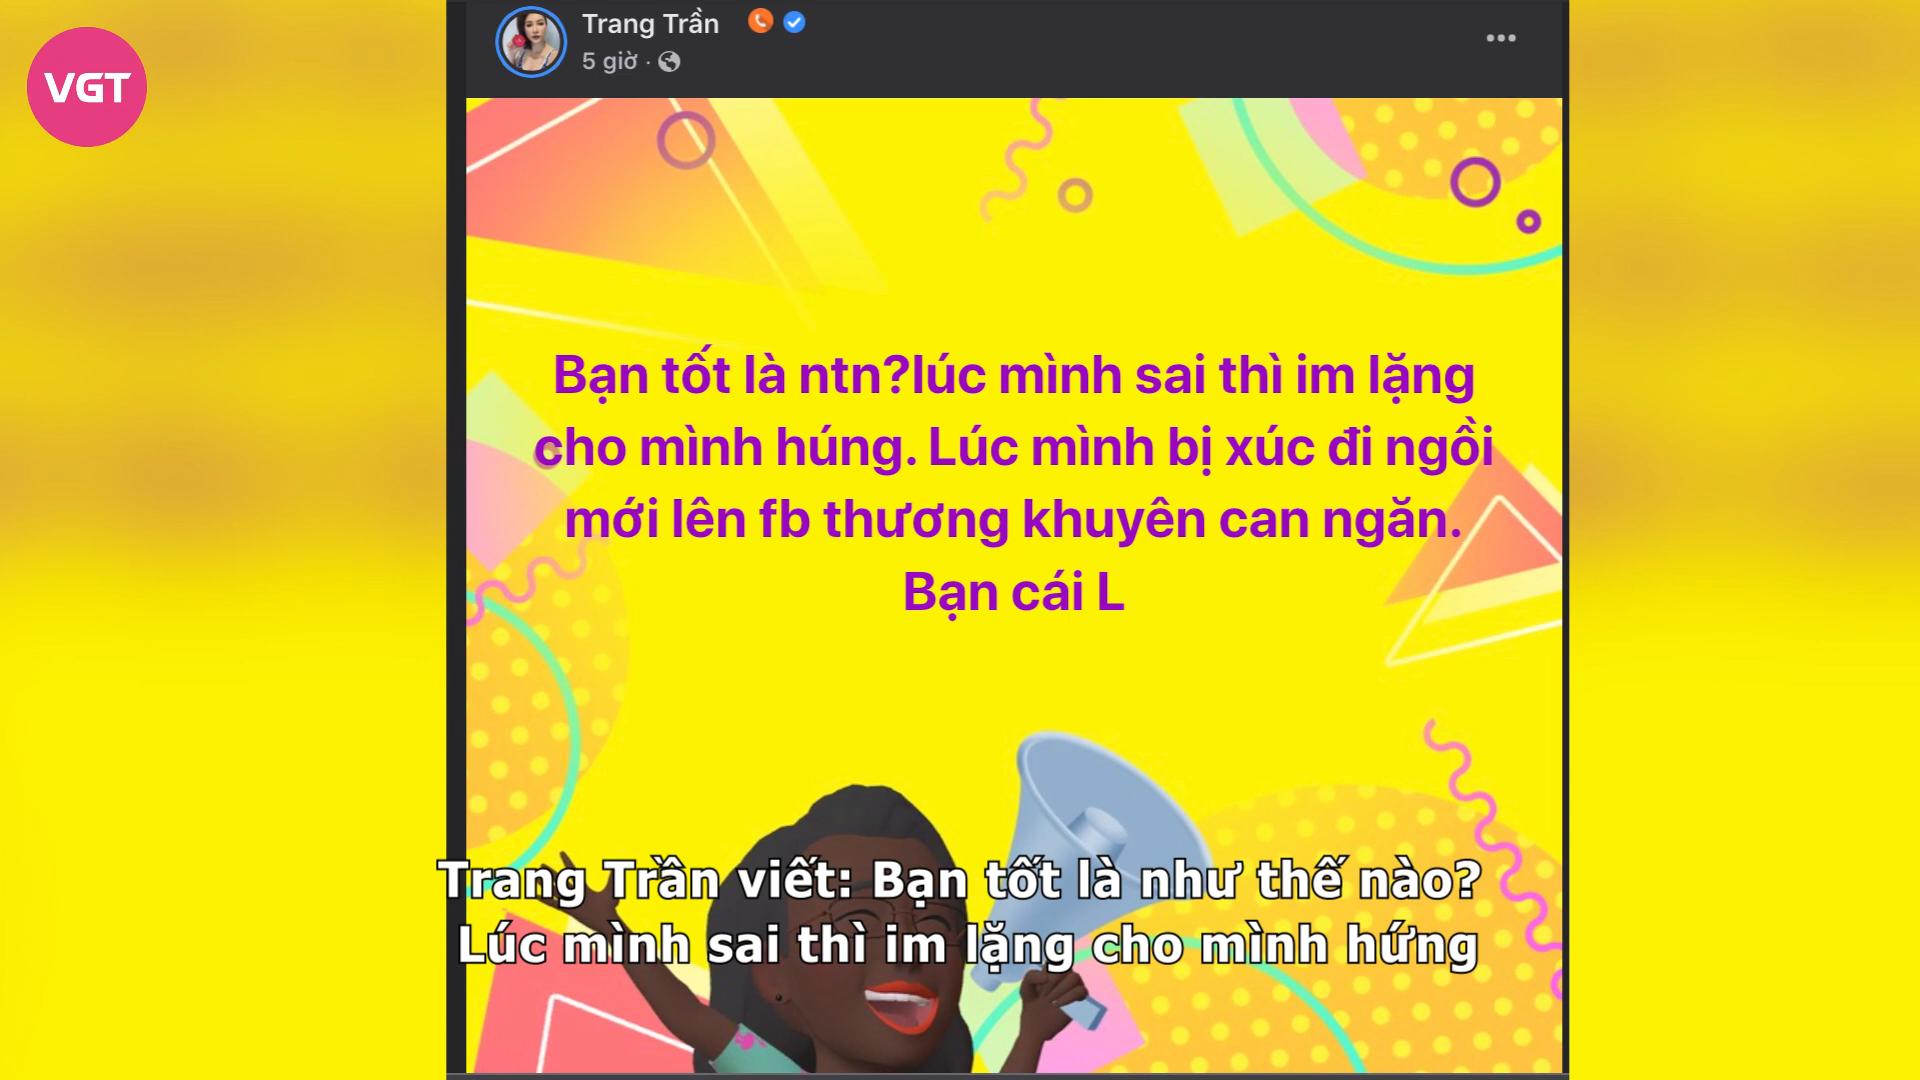 VGT
Trang Trần
5 giờ ·
Bạn tốt là ntn?lúc mình sai thì im lặng
cho mình húng. Lúc mình bị xúc đi ngồi
mới lên fb thương khuyên can ngăn.
Bạn cái L
Trang Trần viết: Bạn tốt là như thế nào?
Lúc mình sai thì im lặng cho mình hứng